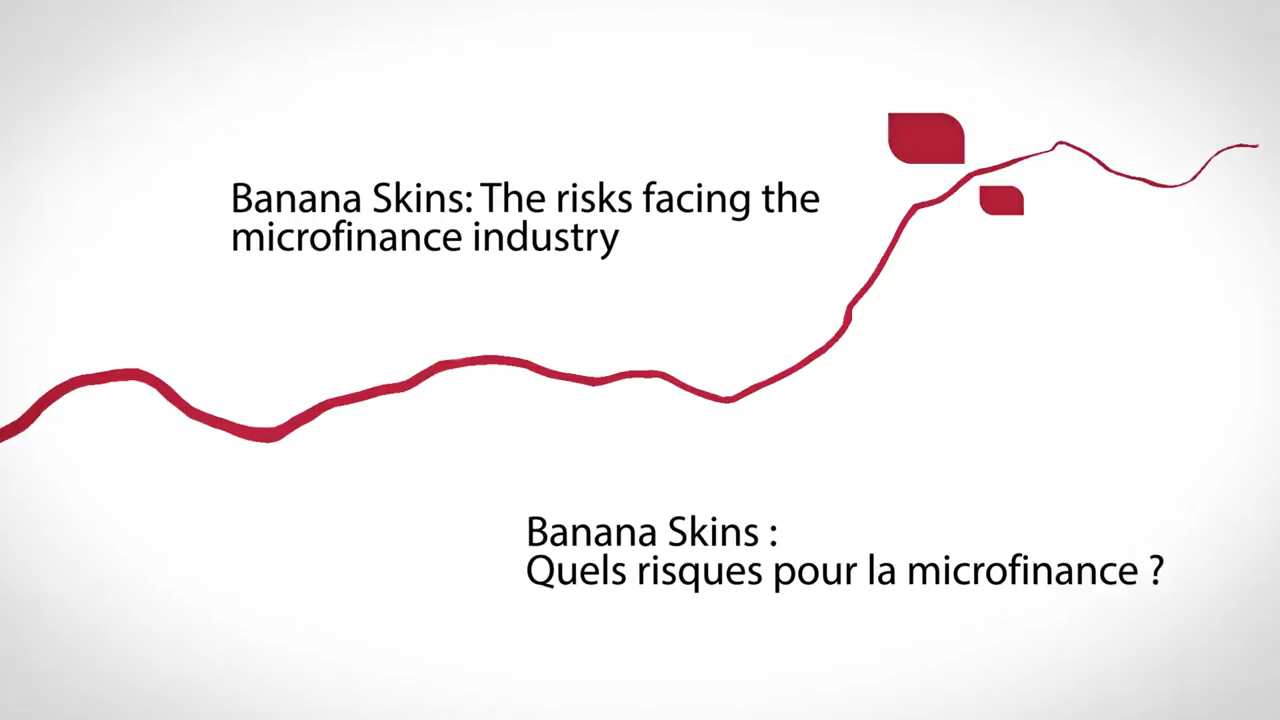 Banana Skins: The risks facing the
microfinance industry
Banana Skins :
Quels risques pour la microfinance ?